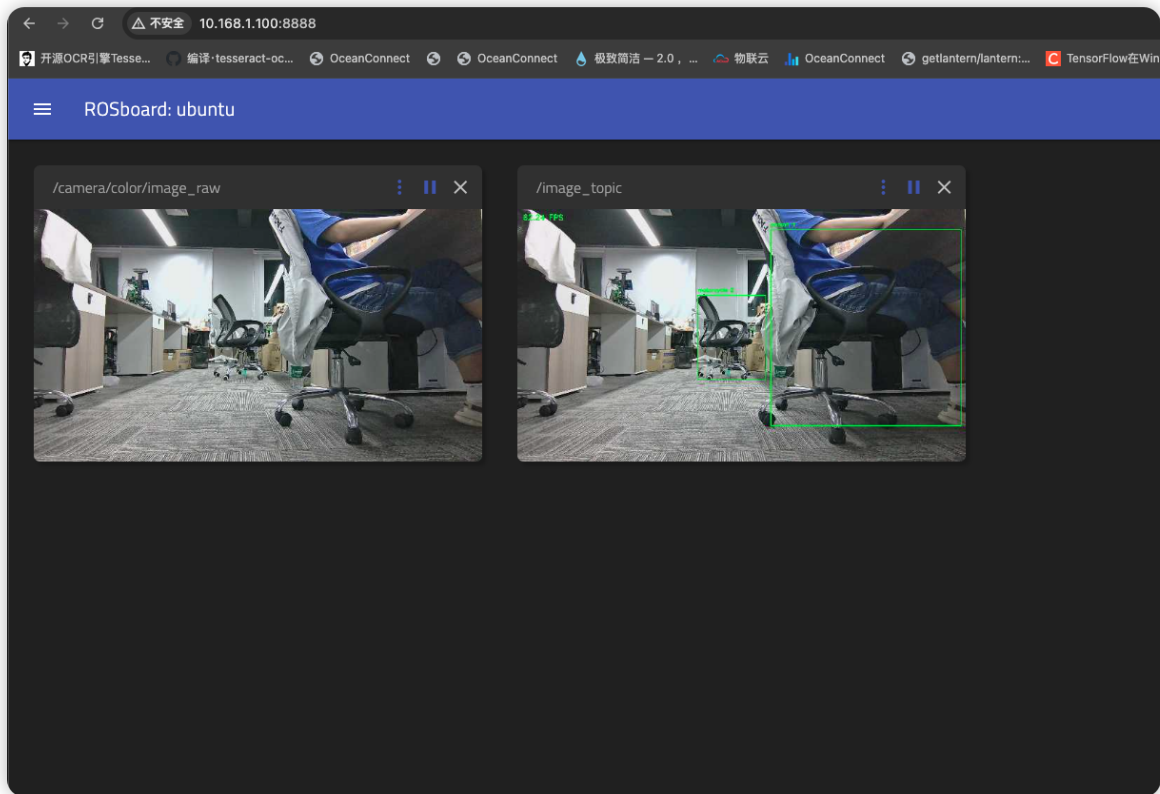 不安全 10.168.1.100:8888
开源OCR引擎Tesse... 编译·tesseract-oc... OceanConnect OceanConnect 极致简洁 — 2.0 ， ... 物联云 OceanConnect getlantern/lantern:... TensorFlow在Win
ROSboard: ubuntu
/camera/color/image_raw
/image_topic
FPS